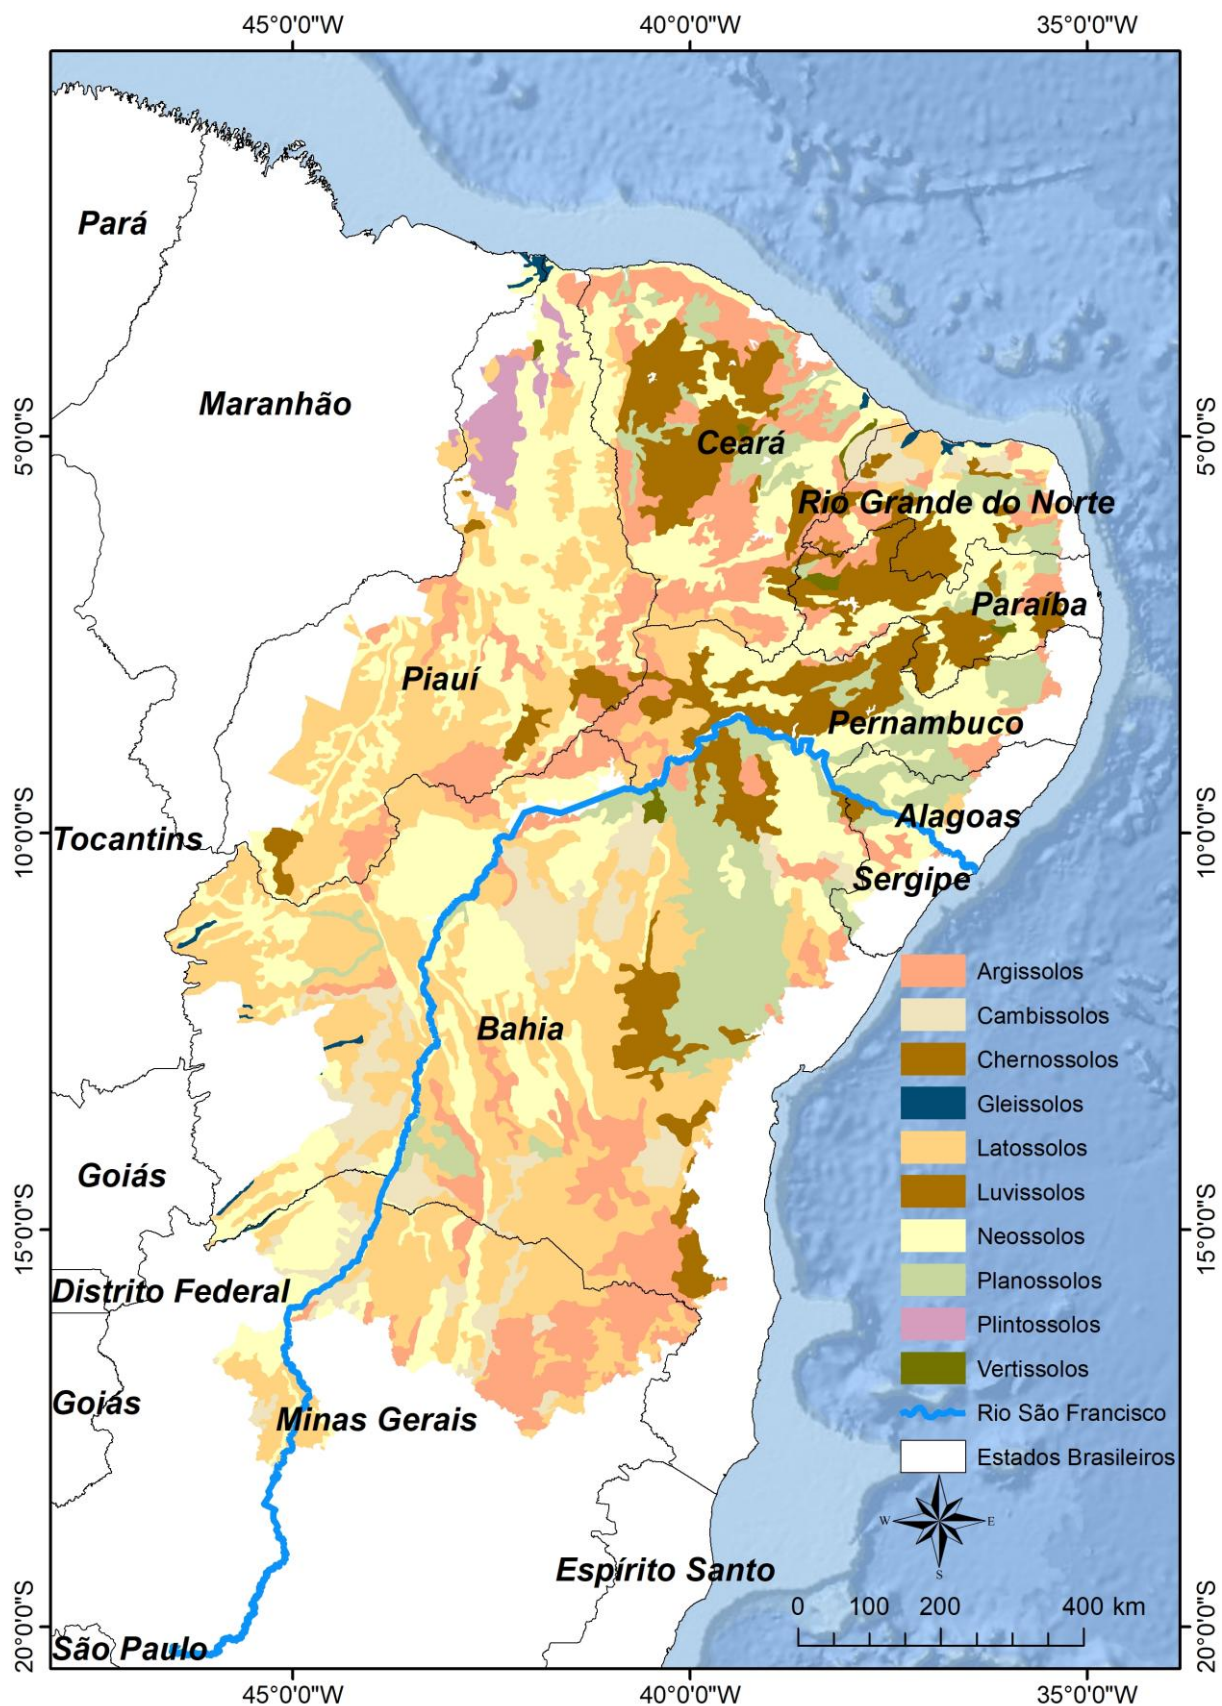 45°0'0"W 40°0'0"W 35°0'0"W
Pará
Maranhão
5°0'0"S
Ceará
5°0'0"S
Rio Grande do Norte
Paraíba
Piauí
Pernambuco
Alagoas
10°0'0"S
Tocantins
10°0'0"S
Sergipe
Bahia
Argissolos
Cambissolos
Chernossolos
Gleissolos
Latossolos
Luvissolos
Neossolos
Planossolos
Plintossolos
Vertissolos
Rio São Francisco
Estados Brasileiros
Goiás
15°0'0"S
15°0'0"S
Distrito Federal
Goiás
Minas Gerais
N
W E
S
Espírito Santo
0 100 200 400 km
20°0'0"S
São Paulo
20°0'0"S
45°0'0"W 40°0'0"W 35°0'0"W